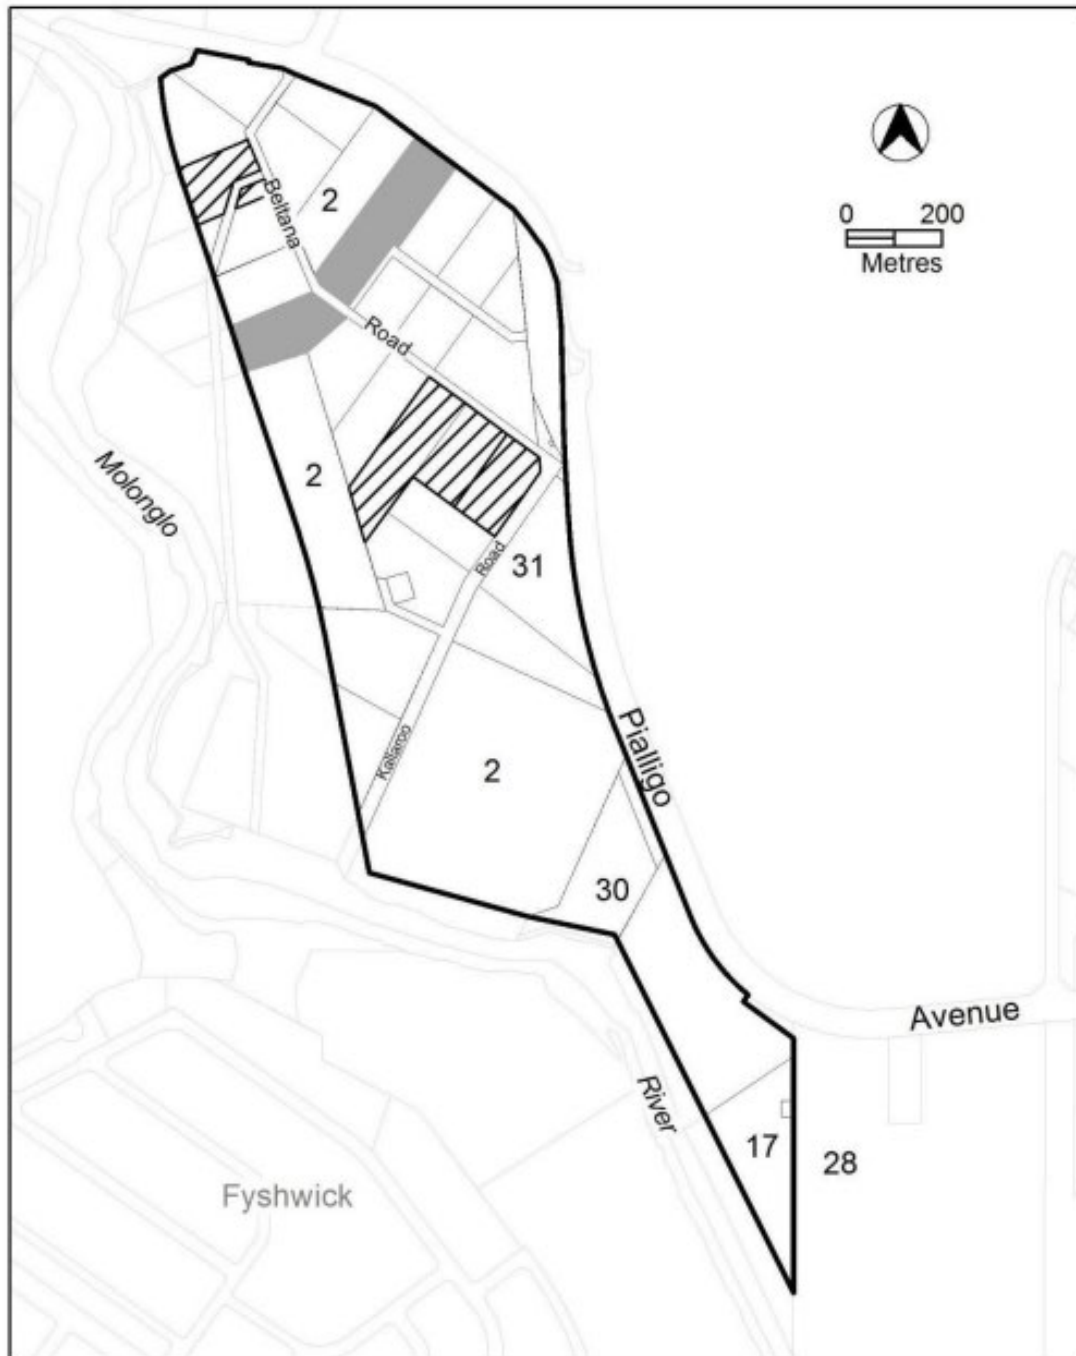 0 200
Metres
Beltana
2
Road
Molonglo
2
Road
31
Pialligo
Kallaroo
2
30
Avenue
River
17
28
Fyshwick